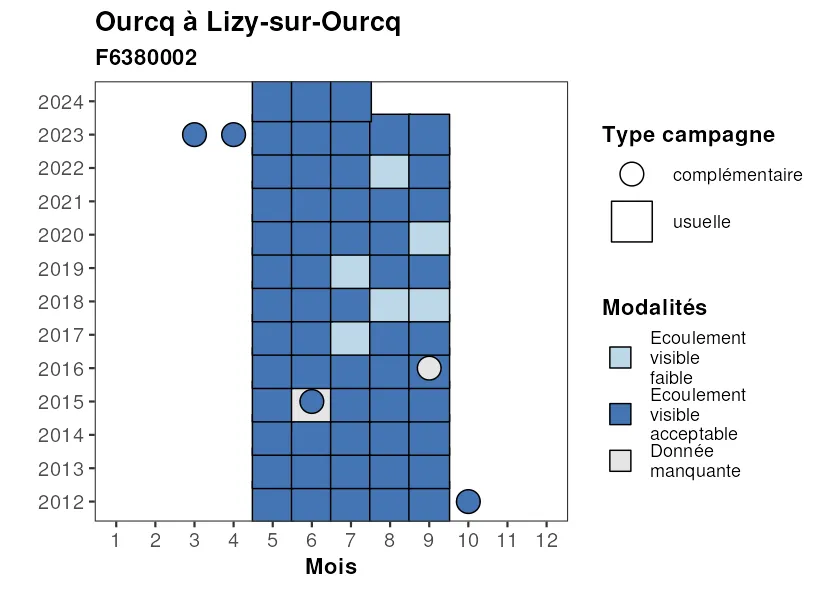 Ourcq à Lizy-sur-Ourcq
F6380002
2024
2023
2022
2021
2020
2019
2018
2017
2016
2015
2014
2013
2012
1 2 3 4 5 6 7 8 9 10 11 12
Mois
Type campagne
complémentaire
usuelle
Modalités
Ecoulement
visible
faible
Ecoulement
visible
acceptable
Donnée
manquante